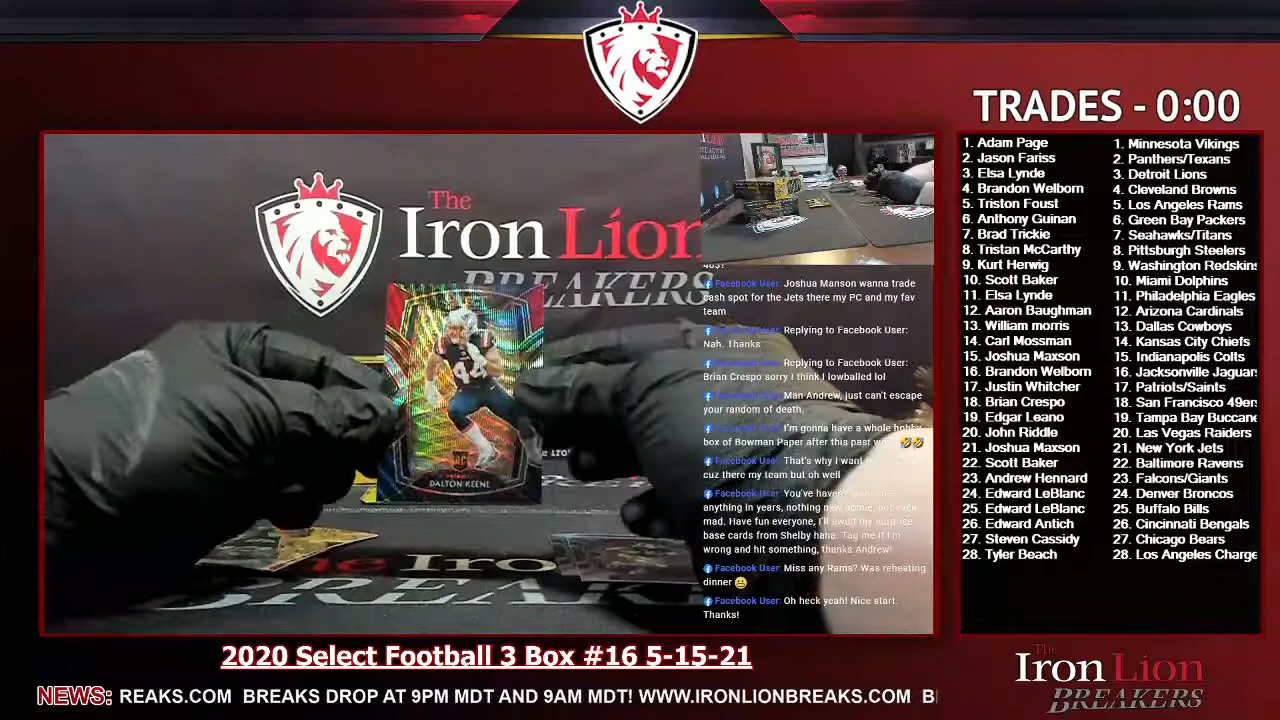 TRADES - 0:00
1. Adam Page
2. Jason Fariss
3. Elsa Lynde
4. Brandon Welborn
5. Triston Foust
6. Anthony Guinan
7. Brad Trickie
8. Tristan McCarthy
9. Kurt Herwig
10. Scott Baker
11. Elsa Lynde
12. Aaron Baughman
13. William morris
14. Carl Mossman
15. Joshua Maxson
16. Brandon Welborn
17. Justin Whitcher
18. Brian Crespo
19. Edgar Leano
20. John Riddle
21. Joshua Maxson
22. Scott Baker
23. Andrew Hennard
24. Edward LeBlanc
25. Edward LeBlanc
26. Edward Antich
27. Steven Cassidy
28. Tyler Beach
1. Minnesota Vikings
2. Panthers/Texans
3. Detroit Lions
4. Cleveland Browns
5. Los Angeles Rams
6. Green Bay Packers
7. Seahawks/Titans
8. Pittsburgh Steelers
9. Washington Redskins
10. Miami Dolphins
11. Philadelphia Eagles
12. Arizona Cardinals
13. Dallas Cowboys
14. Kansas City Chiefs
15. Indianapolis Colts
16. Jacksonville Jaguars
17. Patriots/Saints
18. San Francisco 49ers
19. Tampa Bay Buccane
20. Las Vegas Raiders
21. New York Jets
22. Baltimore Ravens
23. Falcons/Giants
24. Denver Broncos
25. Buffalo Bills
26. Cincinnati Bengals
27. Chicago Bears
28. Los Angeles Charge
The
Iron Lion
BREAKERS
44
RC
DALTON KEENE
Facebook User: Joshua Manson wanna trade
cash spot for the Jets there my PC and my fav
team
Facebook User: Replying to Facebook User:
Nah. Thanks
Facebook User: Replying to Facebook User:
Brian Crespo sorry I think I lowballed lol
Facebook User: Man Andrew, just can't escape
your random of death.
Facebook User: I'm gonna have a whole hobby
box of Bowman Paper after this past
Facebook User: That's why I want
cuz there my team but oh well
Facebook User: You've haven't
anything in years, nothing new homie, not even
mad. Have fun everyone, I'll await my surprise
base cards from Shelby haha. Tag me if I'm
wrong and hit something, thanks Andrew!
Facebook User: Miss any Rams? Was reheating
dinner
Facebook User: Oh heck yeah! Nice start.
Thanks!
Iro
BREAKERS
2020 Select Football 3 Box #16 5-15-21
NEWS: REAKS.COM BREAKS DROP AT 9PM MDT AND 9AM MDT! WWW.IRONLIONBREAKS.COM B
The
Iron Lion
BREAKERS